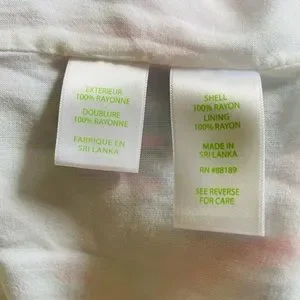 EXTERIEUR
100% RAYONNE
DOUBLURE
100% RAYONNE
FABRIQUE EN
SRI LANKA
SHELL
100% RAYON
LINING
100% RAYON
MADE IN
SRI LANKA
RN #88189
SEE REVERSE
FOR CARE